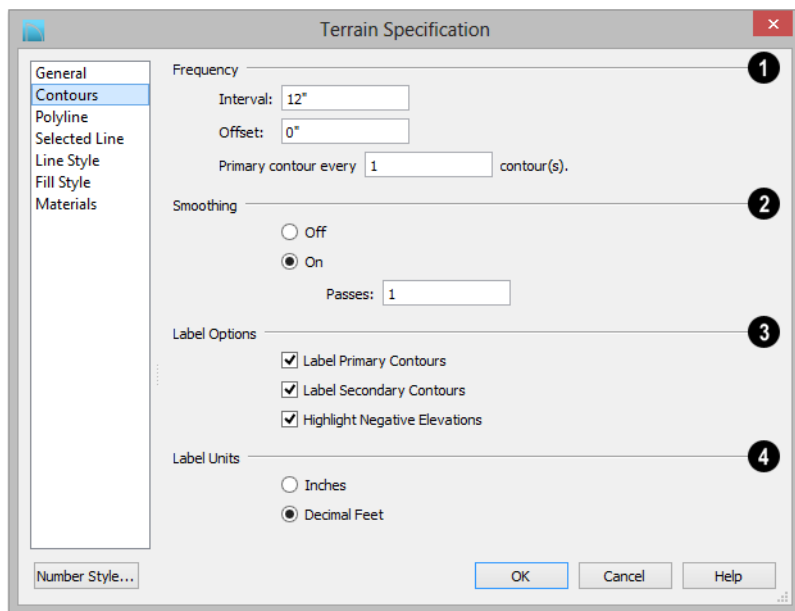 Terrain Specification
General
Contours
Polyline
Selected Line
Line Style
Fill Style
Materials
Frequency 1
Interval: 12"
Offset: 0"
Primary contour every 1 contour(s).
Smoothing 2
Off
On
Passes: 1
Label Options 3
Label Primary Contours
Label Secondary Contours
Highlight Negative Elevations
Label Units 4
Inches
Decimal Feet
Number Style... OK Cancel Help